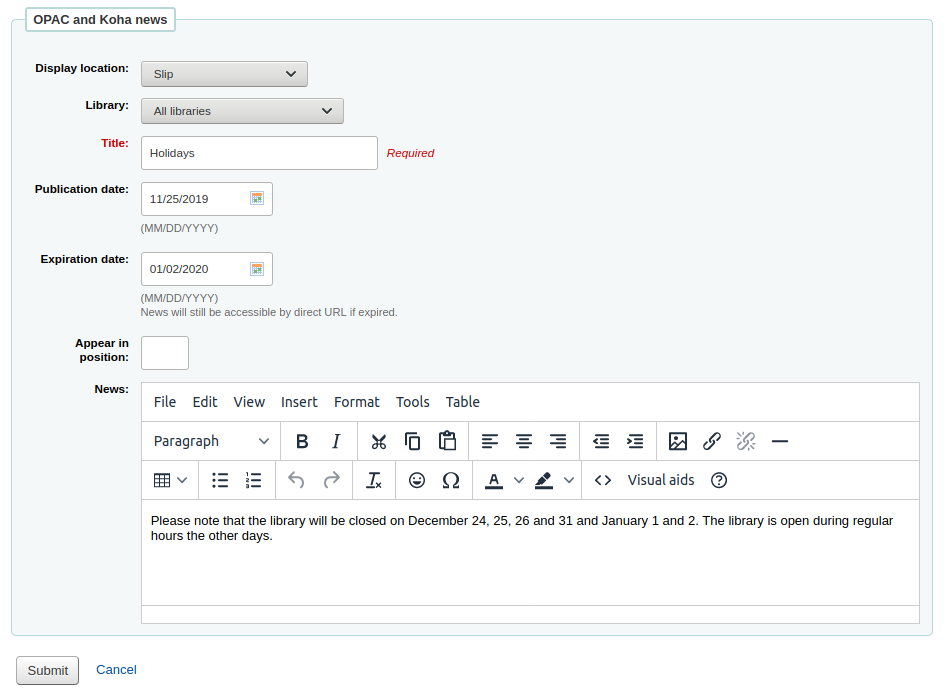 OPAC and Koha news
Display location: Slip
Library: All libraries
Title: Holidays Required
Publication date: 11/25/2019
(MM/DD/YYYY)
Expiration date: 01/02/2020
(MM/DD/YYYY)
News will still be accessible by direct URL if expired.
Appear in
position:
News:
File Edit View Insert Format Tools Table
Paragraph B I
Visual aids
Please note that the library will be closed on December 24, 25, 26 and 31 and January 1 and 2. The library is open during regular
hours the other days.
Submit Cancel